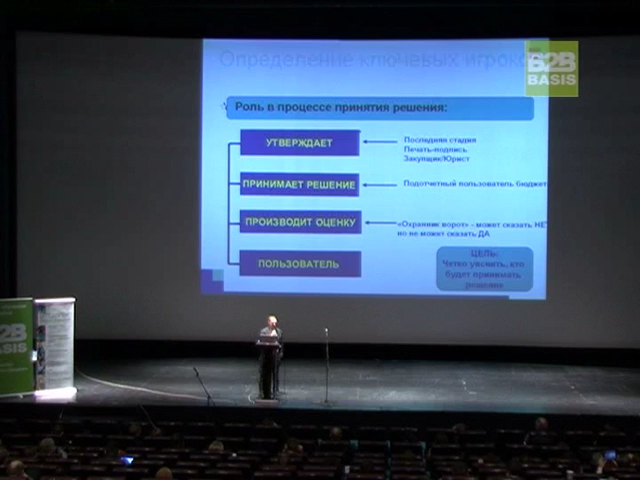 Определение ключевых игроков
B2B
BASIS
Роль в процессе принятия решения:
УТВЕРЖДАЕТ
Последняя стадия
Печать-подпись
Закупщик/Юрист
ПРИНИМАЕТ РЕШЕНИЕ
Подотчетный пользователь бюджет
ПРОИЗВОДИТ ОЦЕНКУ
«Охранник ворот» - может сказать НЕТ
но не может сказать ДА
ПОЛЬЗОВАТЕЛЬ
ЦЕЛЬ:
Четко уяснить, кто
будет принимать
решение
B2B
BASIS